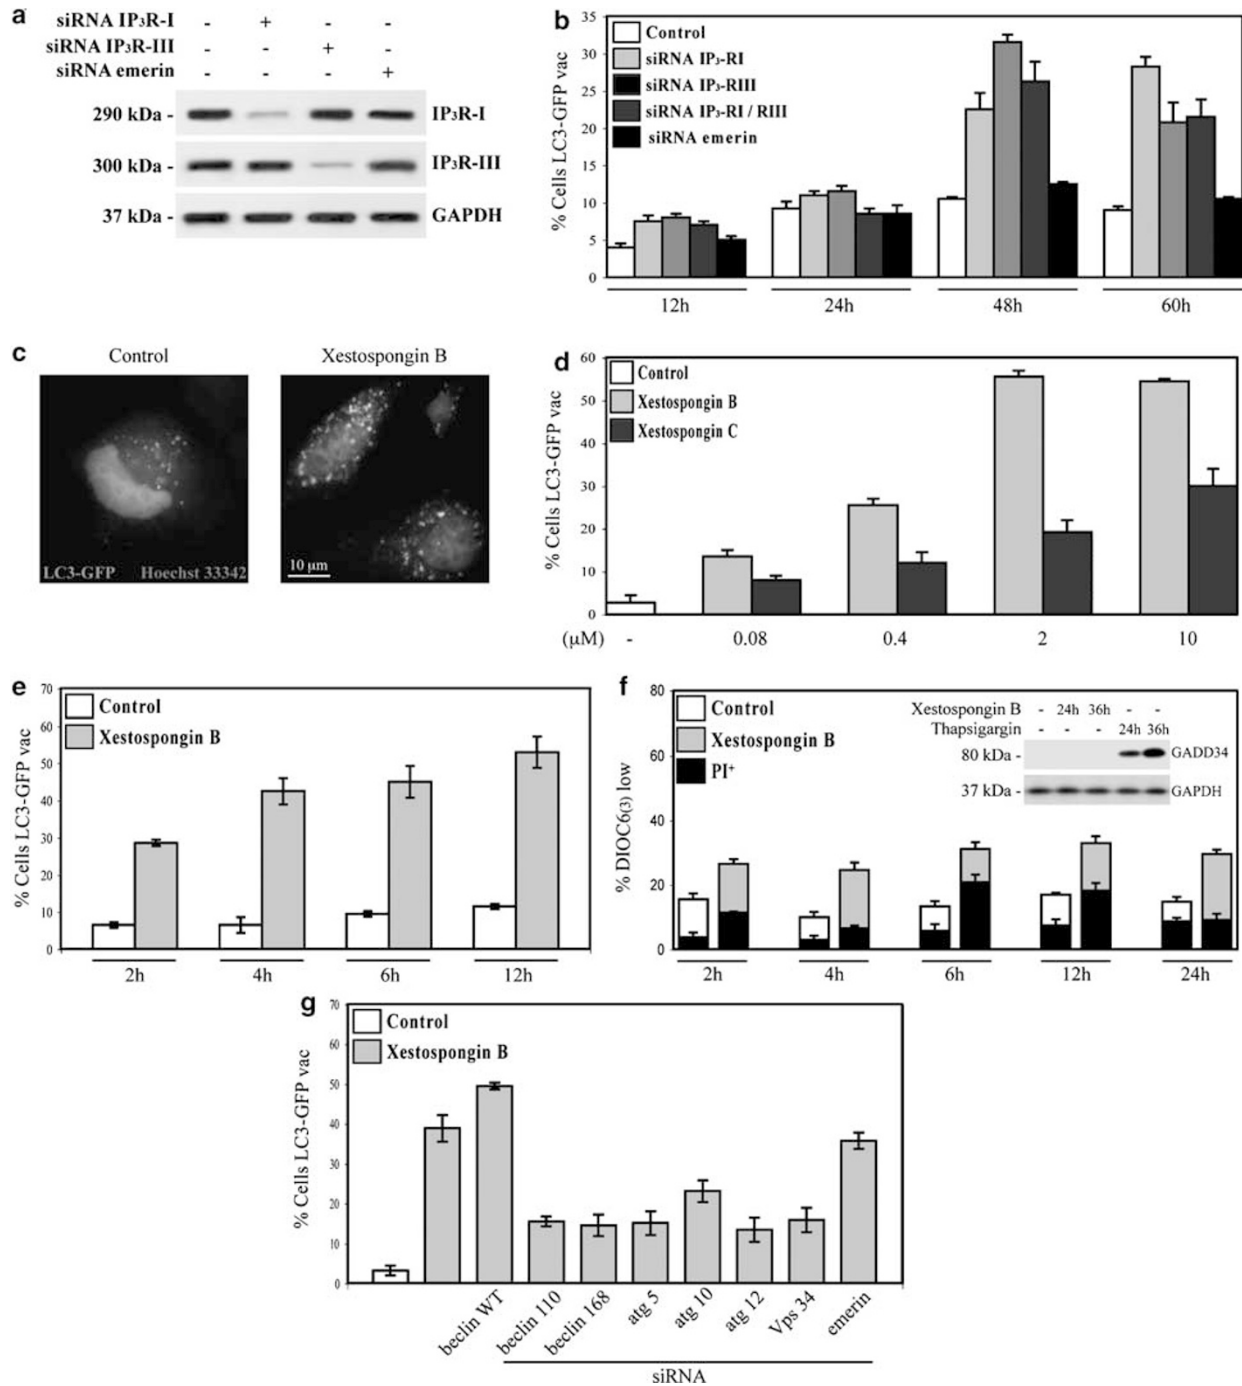 a
siRNA IP3R-I - + - -
siRNA IP3R-III - - + -
siRNA emerin - - - +
290 kDa - IP3R-I
300 kDa - IP3R-III
37 kDa - GAPDH
b
% Cells LC3-GFP vac
35
30
25
20
15
10
5
0
Control
siRNA IP3-RI
siRNA IP3-RIII
siRNA IP3-RI / RIII
siRNA emerin
12h 24h 48h 60h
c
Control Xestospongin B
LC3-GFP Hoechst 33342
10 µm
d
% Cells LC3-GFP vac
60
50
40
30
20
10
0
Control
Xestospongin B
Xestospongin C
(µM) - 0.08 0.4 2 10
e
% Cells LC3-GFP vac
70
60
50
40
30
20
10
0
Control
Xestospongin B
2h 4h 6h 12h
f
% DIOC6(3) low
80
60
40
20
0
Control
Xestospongin B
PI+
Xestospongin B - 24h 36h - -
Thapsigargin - - - 24h 36h
80 kDa - GADD34
37 kDa - GAPDH
2h 4h 6h 12h 24h
g
% Cells LC3-GFP vac
70
60
50
40
30
20
10
0
Control
Xestospongin B
beclin WT
beclin 110
beclin 168
atg 5
atg 10
atg 12
Vps 34
emerin
siRNA